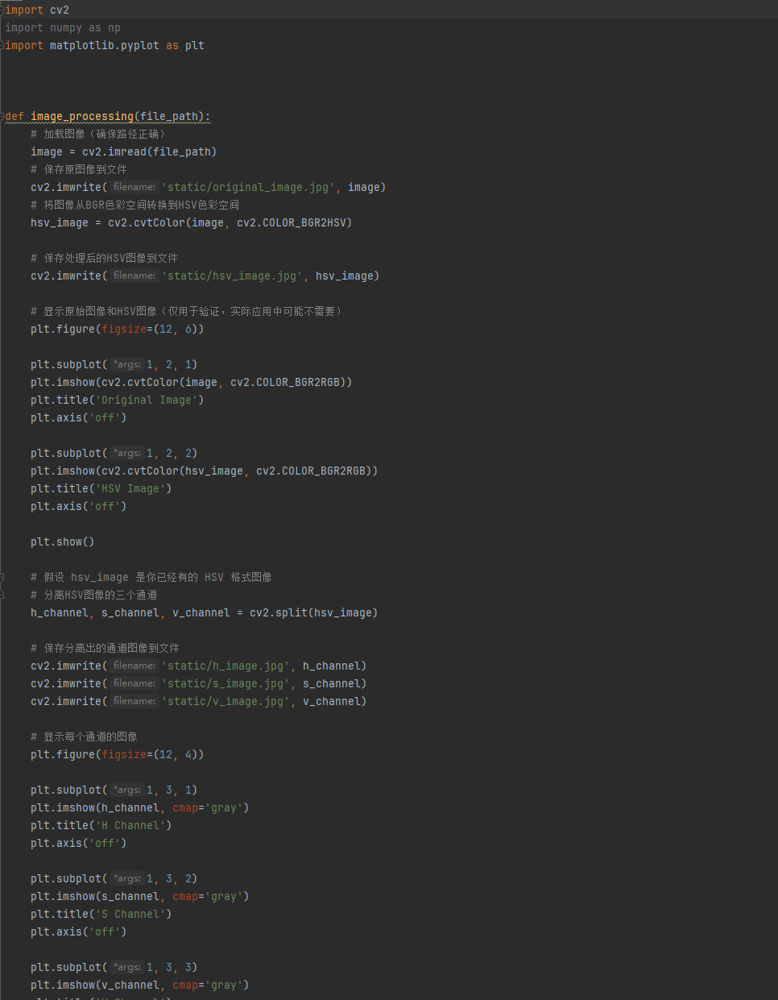 import cv2
import numpy as np
import matplotlib.pyplot as plt
def image_processing(file_path):
# 加载图像（确保路径正确）
image = cv2.imread(file_path)
# 保存原图像到文件
cv2.imwrite( filename: 'static/original_image.jpg', image)
# 将图像从BGR色彩空间转换到HSV色彩空间
hsv_image = cv2.cvtColor(image, cv2.COLOR_BGR2HSV)
# 保存处理后的HSV图像到文件
cv2.imwrite( filename: 'static/hsv_image.jpg', hsv_image)
# 显示原始图像和HSV图像（仅用于验证，实际应用中可能不需要）
plt.figure(figsize=(12, 6))
plt.subplot( *args: 1, 2, 1)
plt.imshow(cv2.cvtColor(image, cv2.COLOR_BGR2RGB))
plt.title('Original Image')
plt.axis('off')
plt.subplot( *args: 1, 2, 2)
plt.imshow(cv2.cvtColor(hsv_image, cv2.COLOR_BGR2RGB))
plt.title('HSV Image')
plt.axis('off')
plt.show()
# 假设 hsv_image 是你已经有的 HSV 格式图像
# 分离HSV图像的三个通道
h_channel, s_channel, v_channel = cv2.split(hsv_image)
# 保存分离出的通道图像到文件
cv2.imwrite( filename: 'static/h_image.jpg', h_channel)
cv2.imwrite( filename: 'static/s_image.jpg', s_channel)
cv2.imwrite( filename: 'static/v_image.jpg', v_channel)
# 显示每个通道的图像
plt.figure(figsize=(12, 4))
plt.subplot( *args: 1, 3, 1)
plt.imshow(h_channel, cmap='gray')
plt.title('H Channel')
plt.axis('off')
plt.subplot( *args: 1, 3, 2)
plt.imshow(s_channel, cmap='gray')
plt.title('S Channel')
plt.axis('off')
plt.subplot( *args: 1, 3, 3)
plt.imshow(v_channel, cmap='gray')